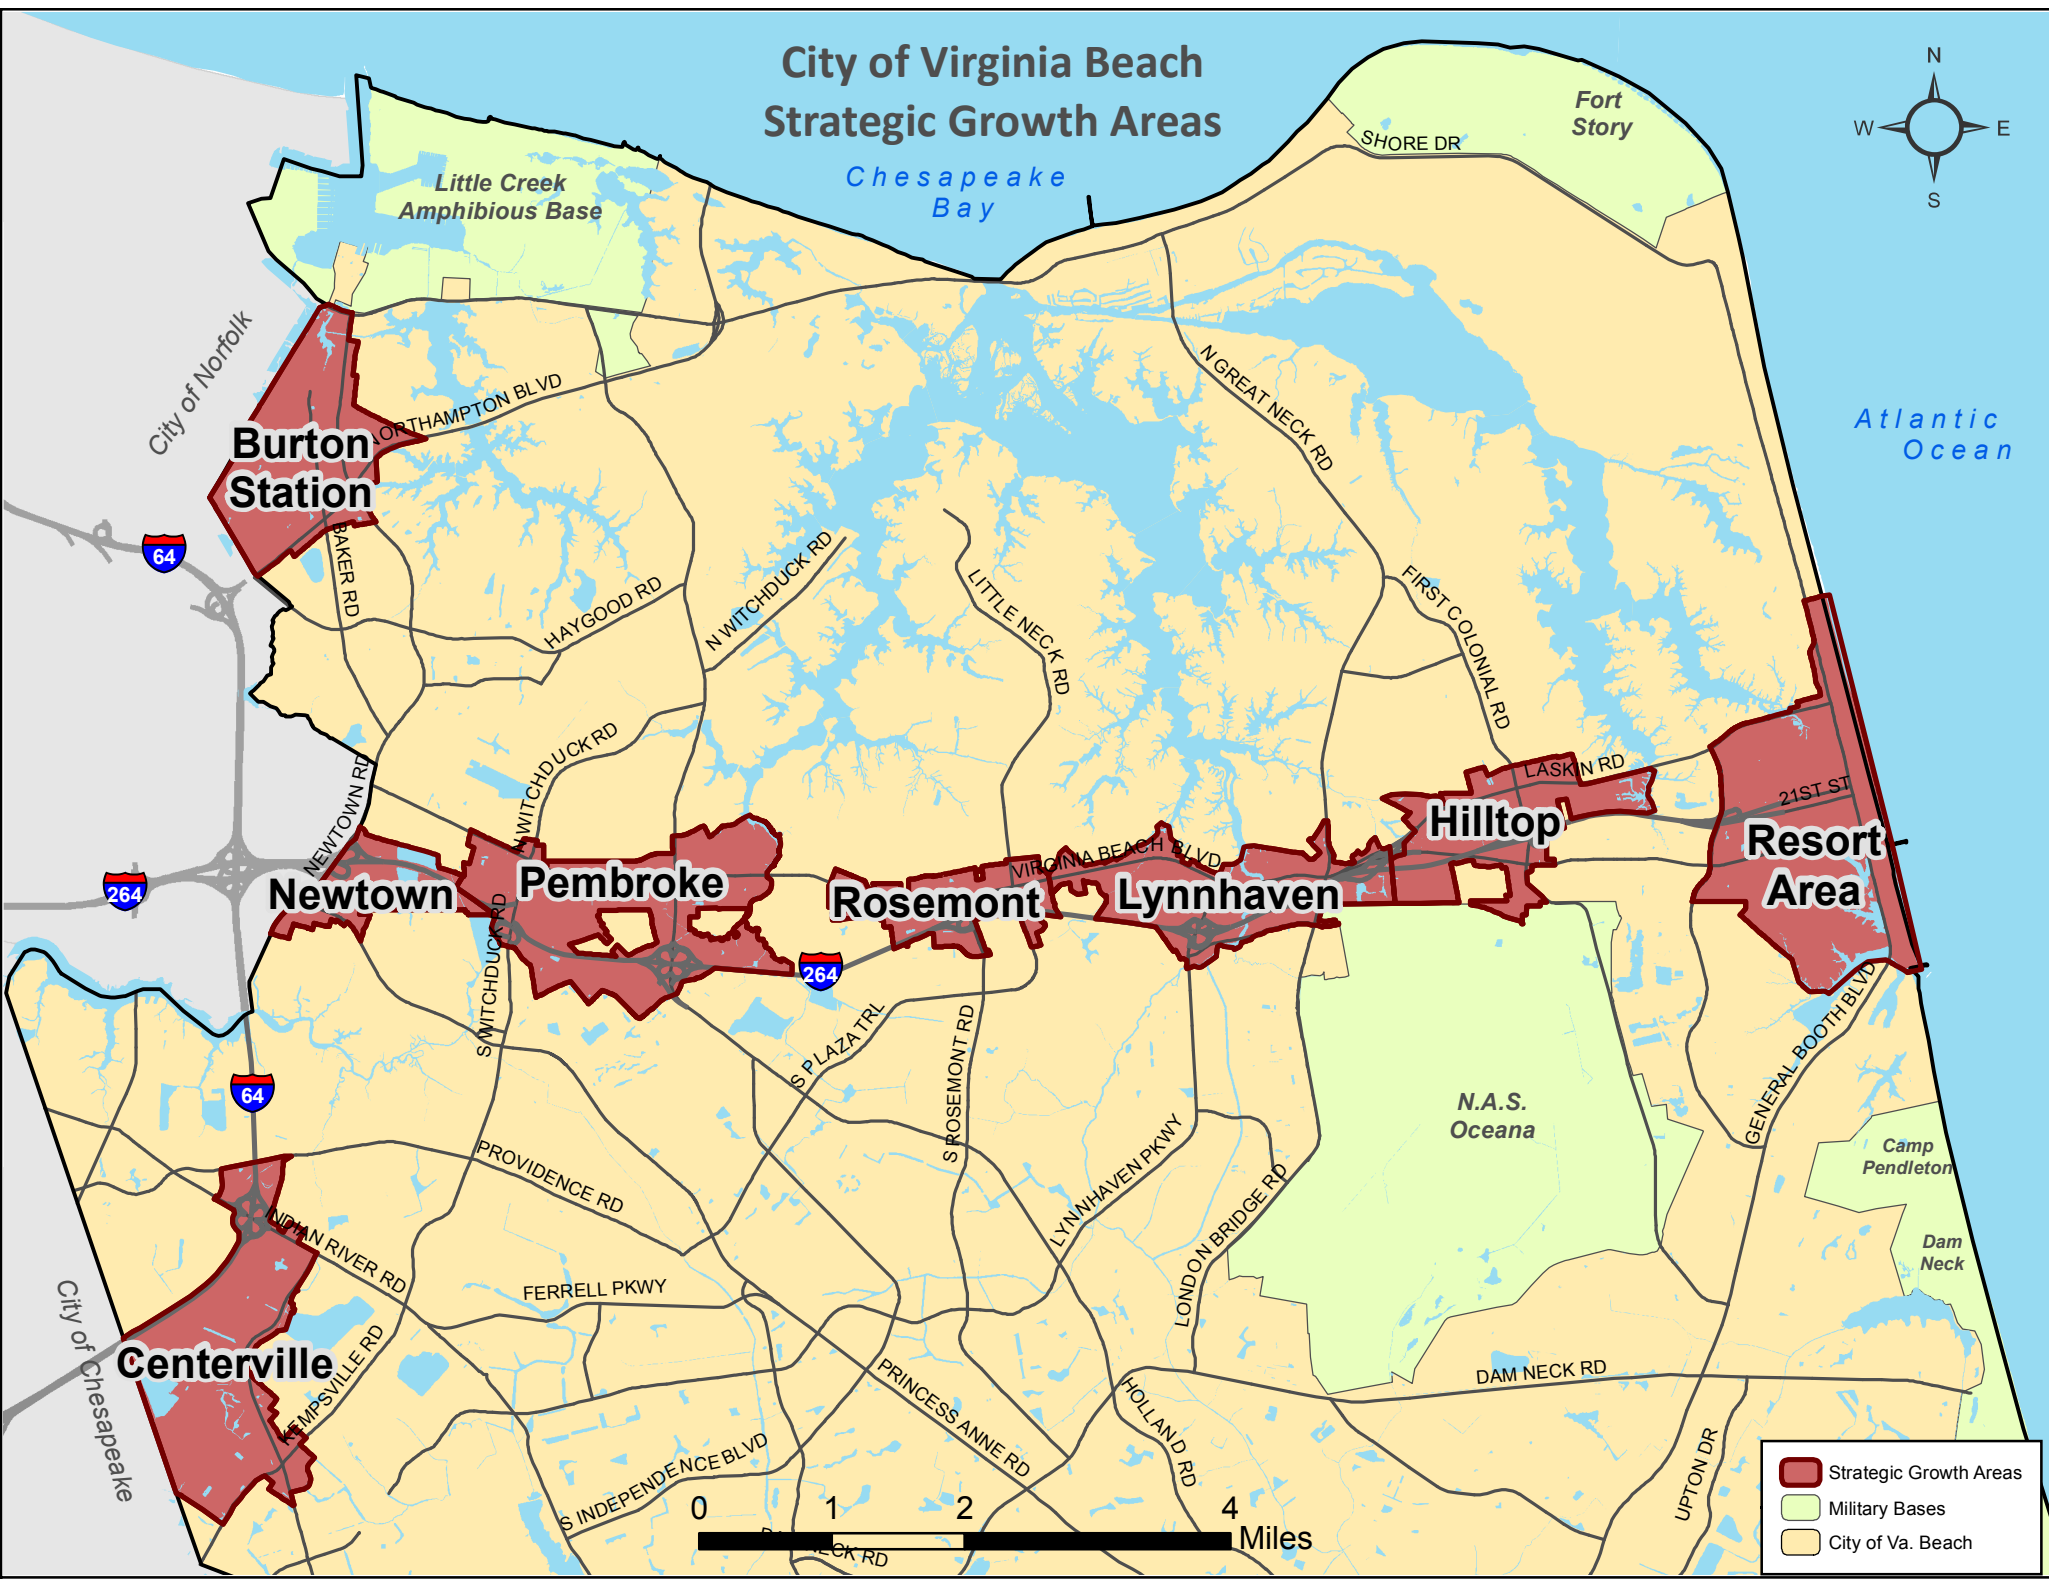 City of Virginia Beach
Strategic Growth Areas
N
W
E
S
Fort
Story
SHORE DR
Chesapeake
Bay
Little Creek
Amphibious Base
City of Norfolk
NORTHAMPTON BLVD
N GREAT NECK RD
Atlantic
Ocean
Burton
Station
64
BAKER RD
HAYGOOD RD
N WITCHDUCK RD
LITTLE NECK RD
FIRST COLONIAL RD
N WITCHDUCK RD
NEWTOWN RD
LASKIN RD
21ST ST
Hilltop
Resort
Area
VIRGINIA BEACH BLVD
264
Newtown
Pembroke
Rosemont
Lynnhaven
264
S WITCHDUCK RD
S PLAZA TRL
S ROSEMONT RD
GENERAL BOOTH BLVD
64
N.A.S.
Oceana
Camp
Pendleton
PROVIDENCE RD
LYNNHAVEN PKWY
LONDON BRIDGE RD
INDIAN RIVER RD
Dam
Neck
FERRELL PKWY
City of Chesapeake
Centerville
KEMPSVILLE RD
PRINCESS ANNE RD
HOLLAND RD
DAM NECK RD
UPTON DR
S INDEPENDENCE BLVD
0 1 2 4
Miles
NECK RD
Strategic Growth Areas
Military Bases
City of Va. Beach